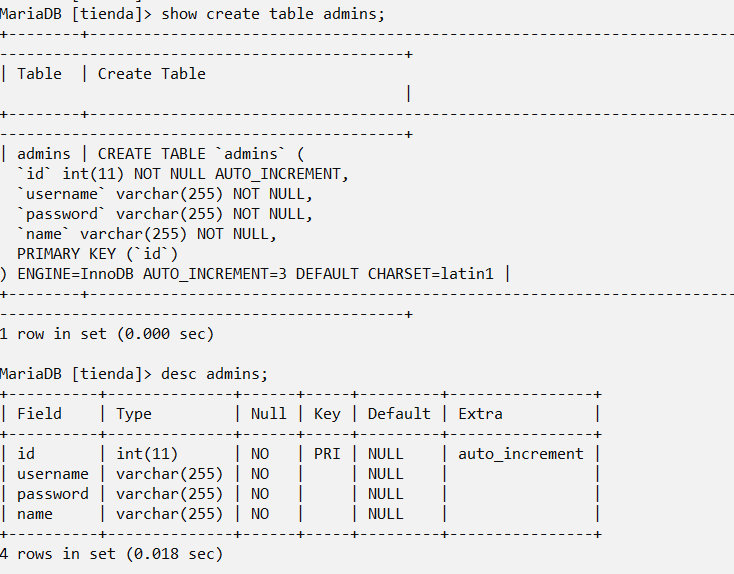 MariaDB [tienda]> show create table admins;
+--------+------------------------------------------------------------------------
---------------------------------------------+
| Table  | Create Table
                                             |
+--------+------------------------------------------------------------------------
---------------------------------------------+
| admins | CREATE TABLE `admins` (
  `id` int(11) NOT NULL AUTO_INCREMENT,
  `username` varchar(255) NOT NULL,
  `password` varchar(255) NOT NULL,
  `name` varchar(255) NOT NULL,
  PRIMARY KEY (`id`)
) ENGINE=InnoDB AUTO_INCREMENT=3 DEFAULT CHARSET=latin1 |
+--------+------------------------------------------------------------------------
---------------------------------------------+
1 row in set (0.000 sec)

MariaDB [tienda]> desc admins;
+----------+--------------+------+-----+---------+----------------+
| Field    | Type         | Null | Key | Default | Extra          |
+----------+--------------+------+-----+---------+----------------+
| id       | int(11)      | NO   | PRI | NULL    | auto_increment |
| username | varchar(255) | NO   |     | NULL    |                |
| password | varchar(255) | NO   |     | NULL    |                |
| name     | varchar(255) | NO   |     | NULL    |                |
+----------+--------------+------+-----+---------+----------------+
4 rows in set (0.018 sec)